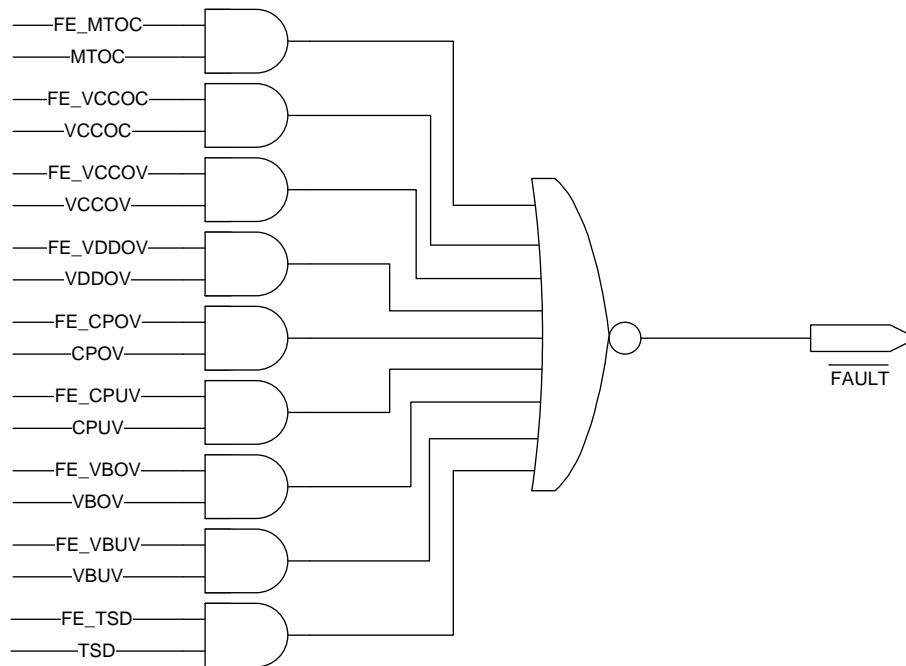 FE_MTOC
MTOC
FE_VCCOC
VCCOC
FE_VCCOV
VCCOV
FE_VDDOV
VDDOV
FE_CPOV
CPOV
FE_CPUV
CPUV
FE_VBOV
VBOV
FE_VBUV
VBUV
FE_TSD
TSD
FAULT